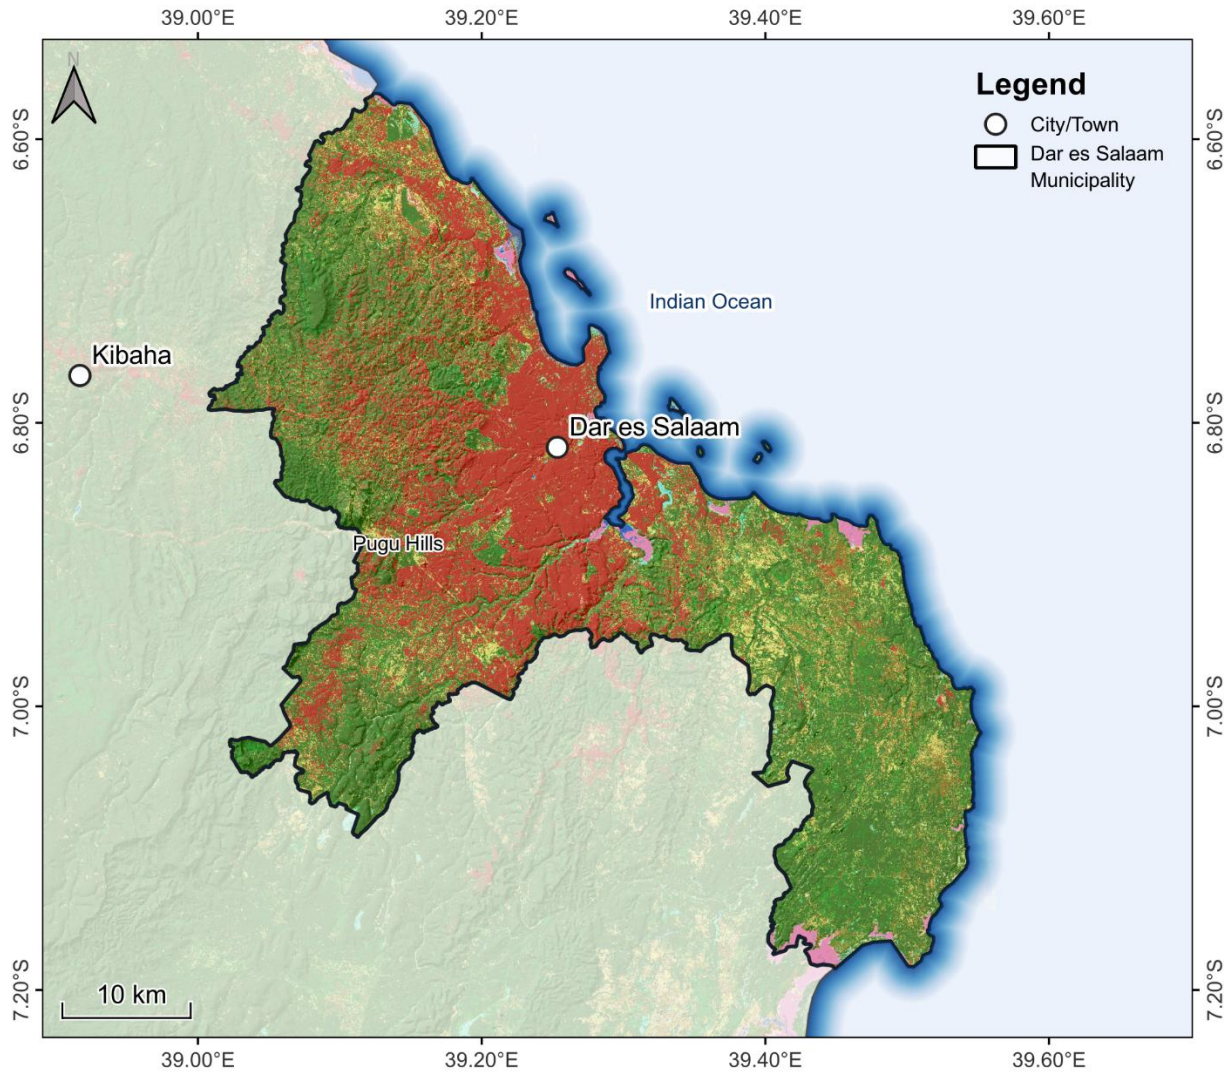 39.00°E
39.20°E
39.40°E
39.60°E
N
Legend
City/Town
Dar es Salaam
Municipality
6.60°S
6.60°S
Indian Ocean
Kibaha
6.80°S
Dar es Salaam
6.80°S
Pugu Hills
7.00°S
7.00°S
7.20°S
10 km
7.20°S
39.00°E
39.20°E
39.40°E
39.60°E